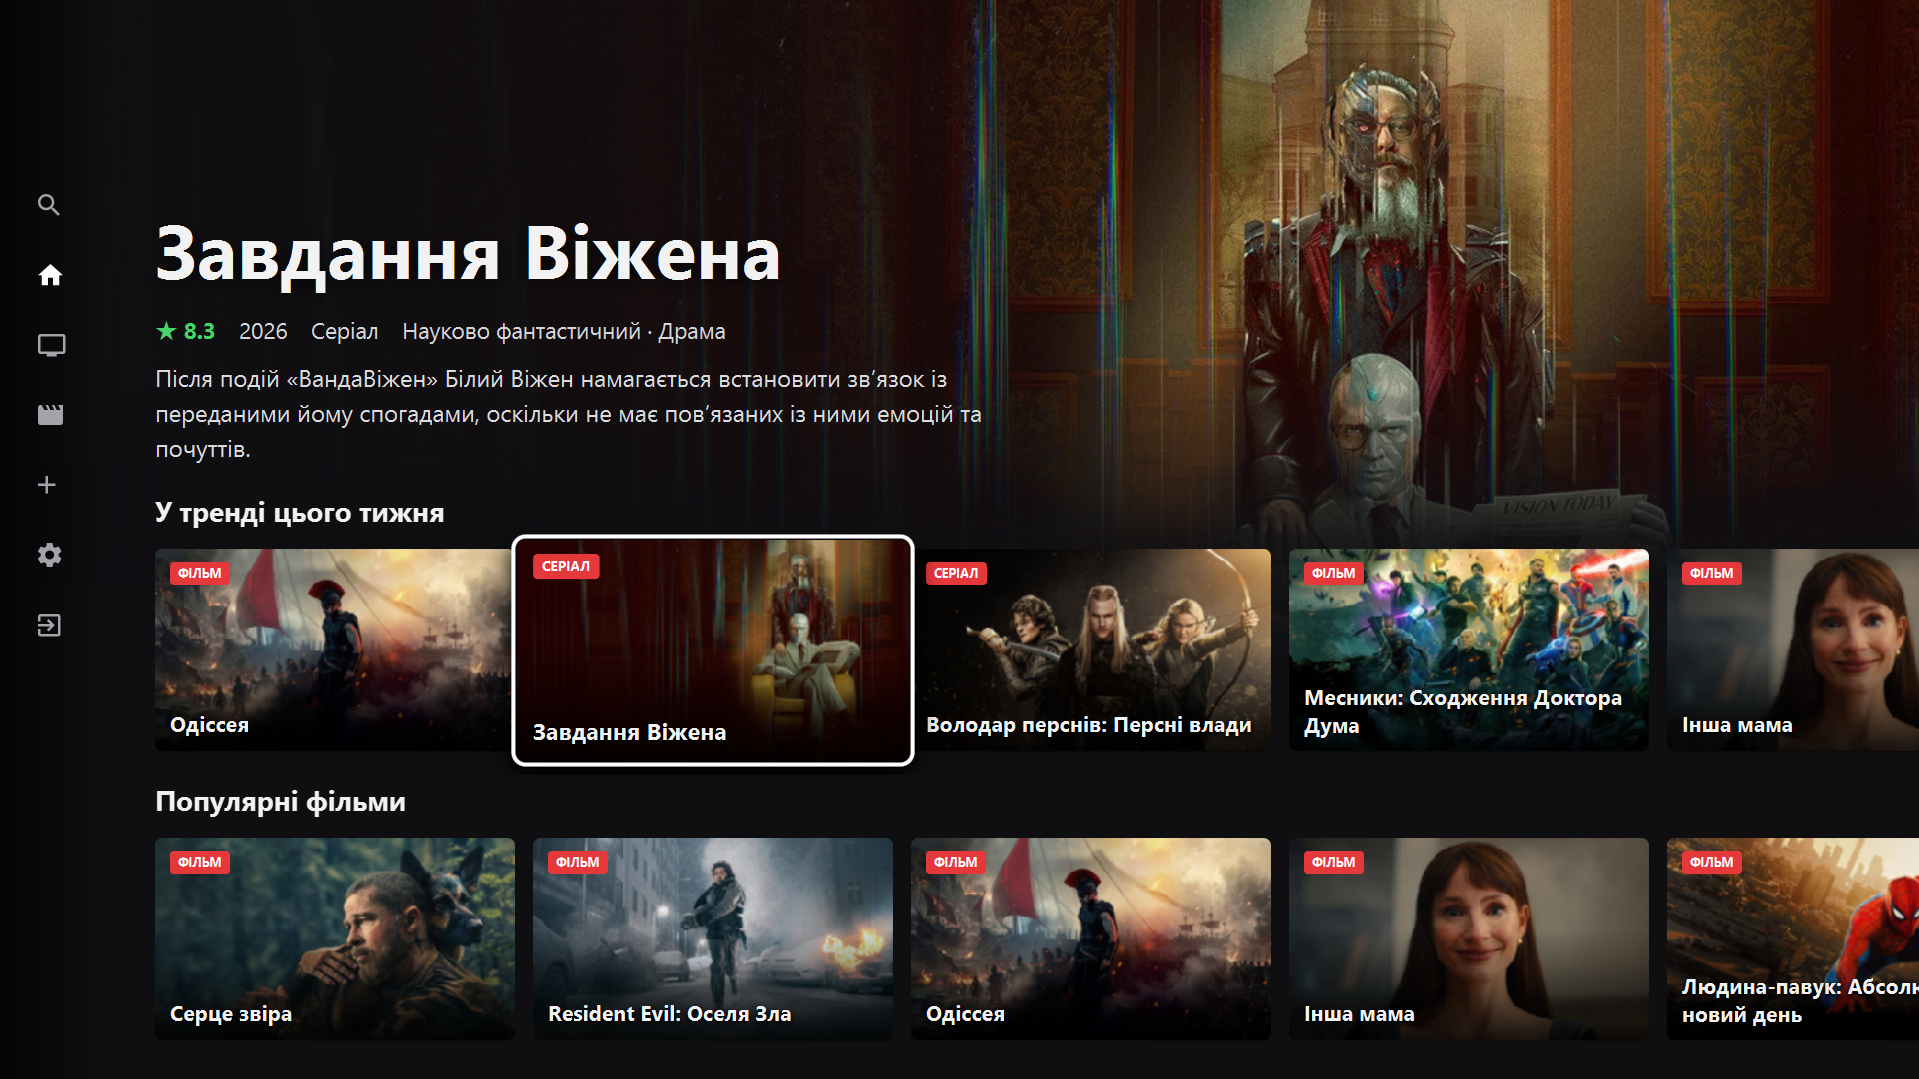 Завдання Віжена
★ 8.3 2026 Серіал Науково фантастичний · Драма
Після подій «ВандаВіжен» Білий Віжен намагається встановити зв’язок із
переданими йому спогадами, оскільки не має пов’язаних із ними емоцій та
почуттів.
VISION TODAY
У тренді цього тижня
ФІЛЬМ
Одіссея
СЕРІАЛ
Завдання Віжена
СЕРІАЛ
Володар перснів: Персні влади
ФІЛЬМ
Месники: Сходження Доктора
Дума
ФІЛЬМ
Інша мама
Популярні фільми
ФІЛЬМ
Серце звіра
ФІЛЬМ
Resident Evil: Оселя Зла
ФІЛЬМ
Одіссея
ФІЛЬМ
Інша мама
ФІЛЬМ
Людина-павук:
новий день